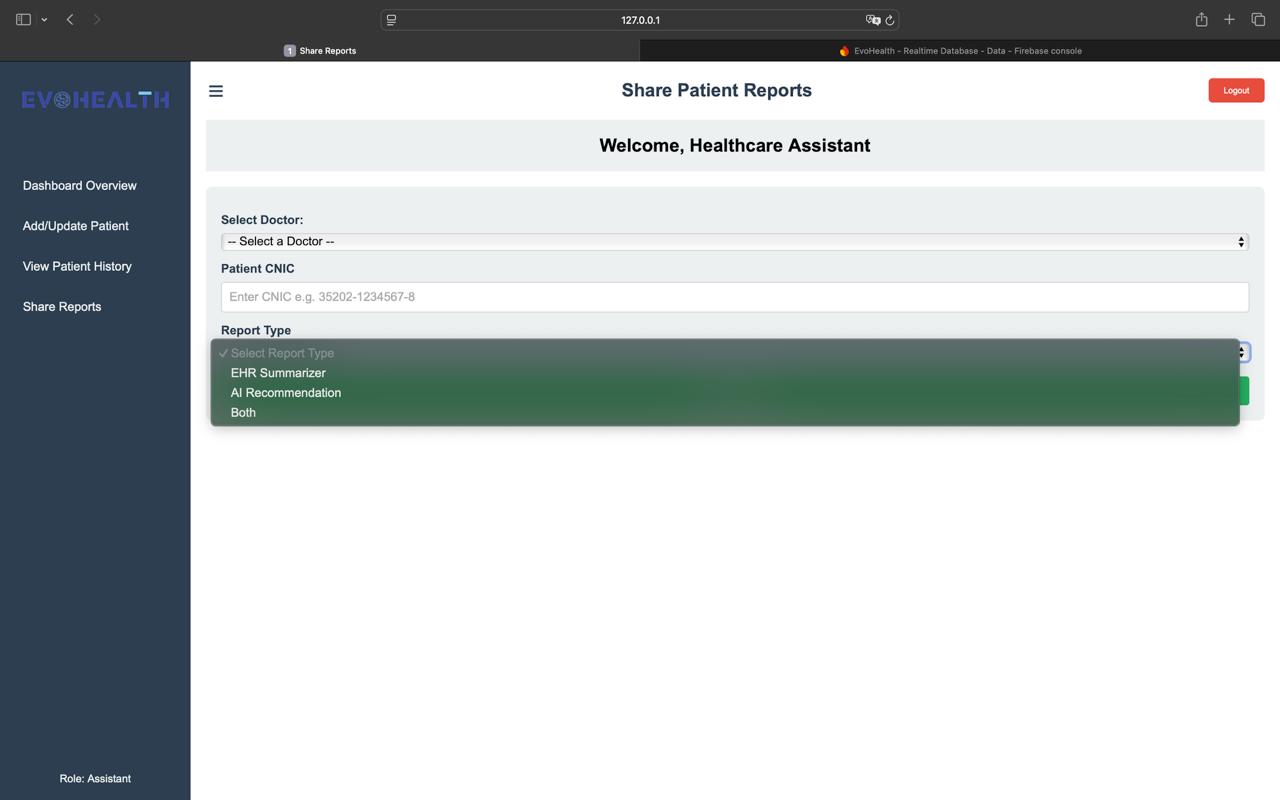 127.0.0.1
1 Share Reports
EvoHealth - Realtime Database - Data - Firebase console
EVOHEALTH
Share Patient Reports
Logout
Welcome, Healthcare Assistant
Dashboard Overview
Add/Update Patient
View Patient History
Share Reports
Select Doctor:
-- Select a Doctor --
Patient CNIC
Enter CNIC e.g. 35202-1234567-8
Report Type
✓ Select Report Type
EHR Summarizer
AI Recommendation
Both
Role: Assistant